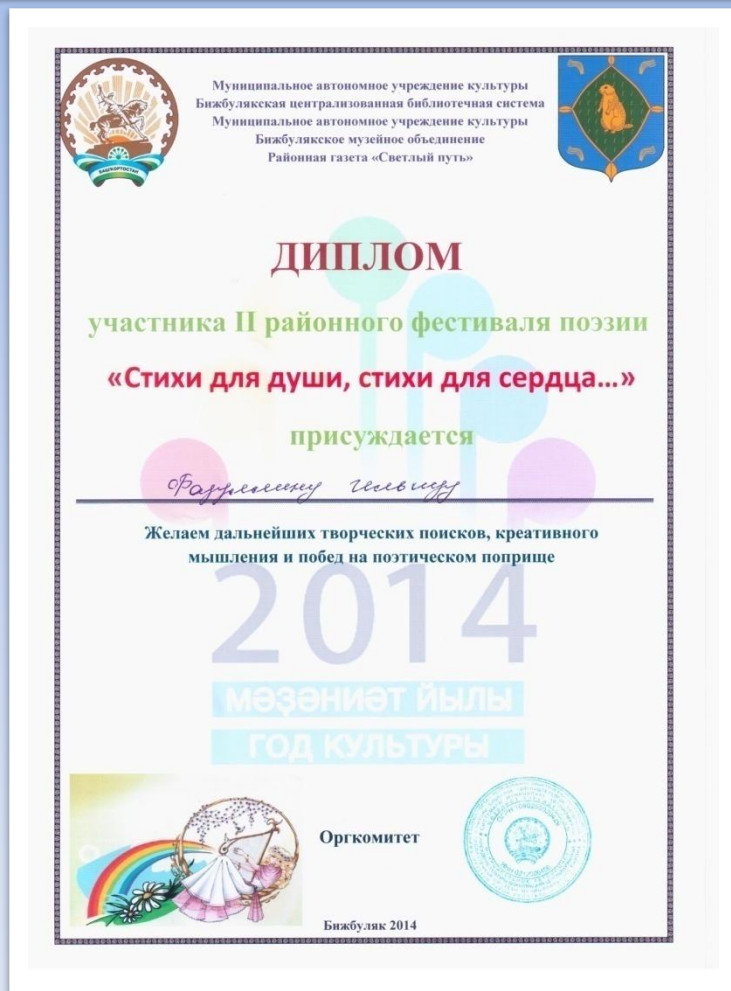 Муниципальное автономное учреждение культуры
Бижбулякская централизованная библиотечная система
Муниципальное автономное учреждение культуры
Бижбулякское музейное объединение
Районная газета «Светлый путь»
БАШКОРТОСТАН
ДИПЛОМ
участника II районного фестиваля поэзии
«Стихи для души, стихи для сердца...»
присуждается
Желаем дальнейших творческих поисков, креативного
мышления и побед на поэтическом поприще
2014
МӘҘӘНИӘТ ЙЫЛЫ
ГОД КУЛЬТУРЫ
Оргкомитет
Бижбуляк 2014